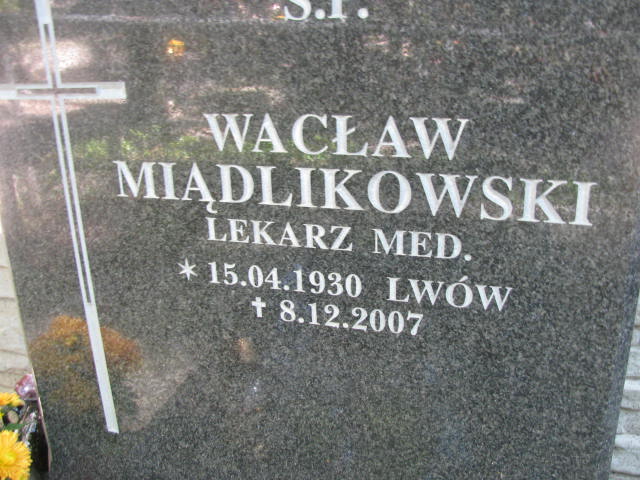 Ś.P.
WACŁAW
MIĄDLIKOWSKI
LEKARZ MED.
* 15.04.1930 LWÓW
✝ 8.12.2007